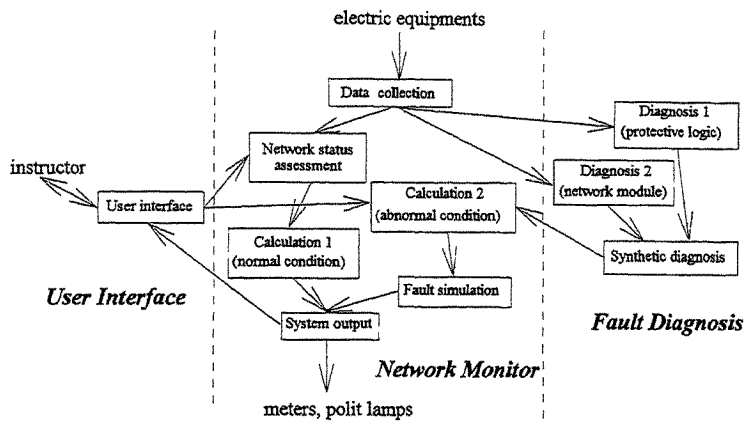 electric equipments
Data collection
Diagnosis 1
(protective logic)
Network status
assessment
instructor
Diagnosis 2
(network module)
User interface
Calculation 2
(abnormal condition)
Calculation 1
(normal condition)
Synthetic diagnosis
User Interface
Fault simulation
System output
Fault Diagnosis
Network Monitor
meters, polit lamps